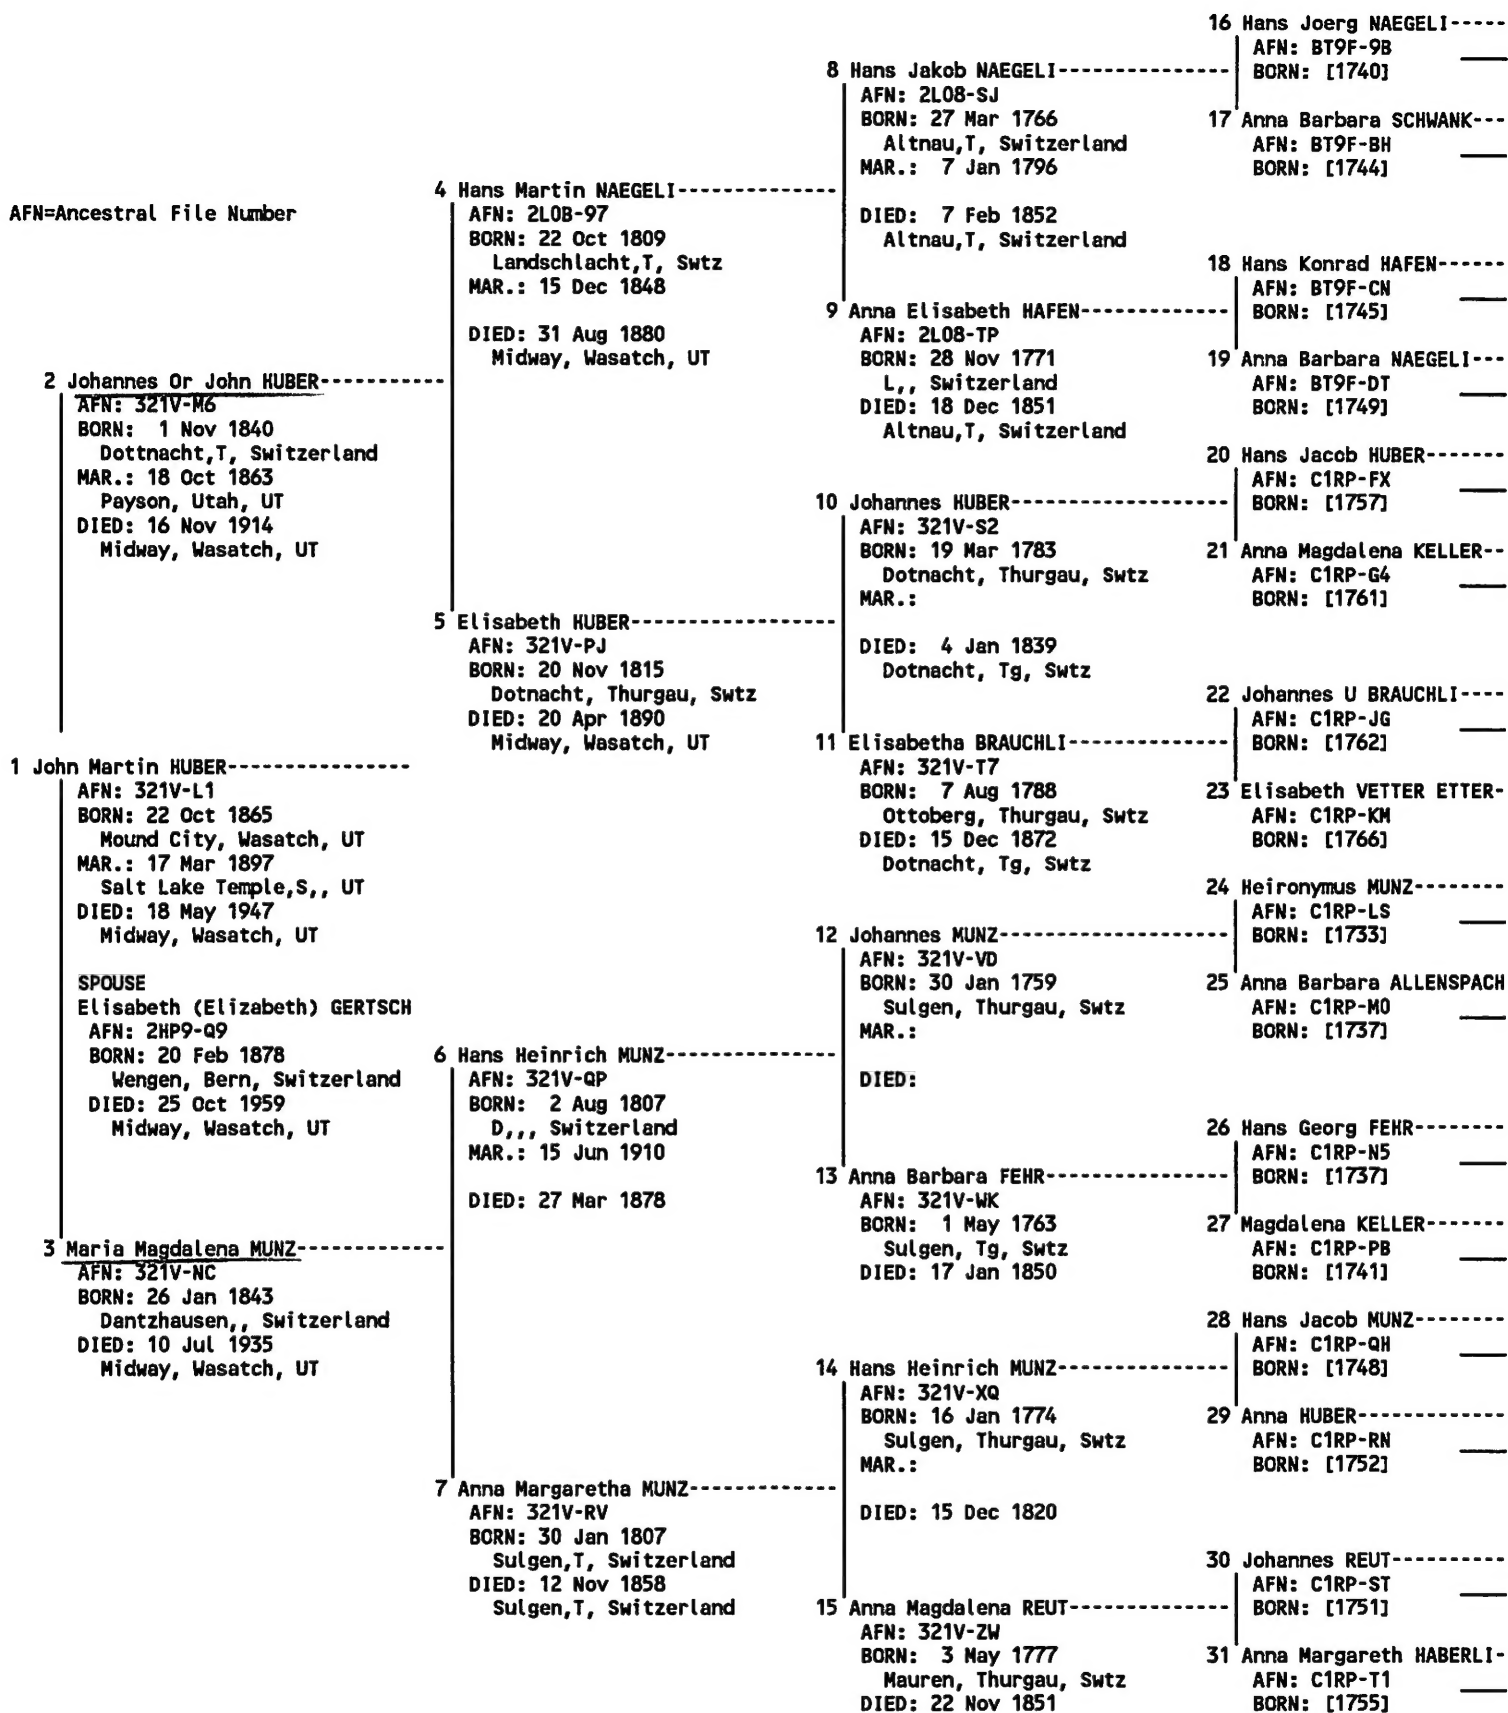 AFN=Ancestral File Number
1 John Martin HUBER
AFN: 321V-L1
BORN: 22 Oct 1865
Mound City, Wasatch, UT
MAR.: 17 Mar 1897
Salt Lake Temple,S,, UT
DIED: 18 May 1947
Midway, Wasatch, UT
SPOUSE
Elisabeth (Elizabeth) GERTSCH
AFN: 2HP9-Q9
BORN: 20 Feb 1878
Wengen, Bern, Switzerland
DIED: 25 Oct 1959
Midway, Wasatch, UT
2 Johannes Or John HUBER
AFN: 321V-M6
BORN: 1 Nov 1840
Dottnacht,T, Switzerland
MAR.: 18 Oct 1863
Payson, Utah, UT
DIED: 16 Nov 1914
Midway, Wasatch, UT
3 Maria Magdalena MUNZ
AFN: 321V-NC
BORN: 26 Jan 1843
Dantzhausen,, Switzerland
DIED: 10 Jul 1935
Midway, Wasatch, UT
4 Hans Martin NAEGELI
AFN: 2L0B-97
BORN: 22 Oct 1809
Landschlacht,T, Swtz
MAR.: 15 Dec 1848
DIED: 31 Aug 1880
Midway, Wasatch, UT
5 Elisabeth HUBER
AFN: 321V-PJ
BORN: 20 Nov 1815
Dotnacht, Thurgau, Swtz
DIED: 20 Apr 1890
Midway, Wasatch, UT
6 Hans Heinrich MUNZ
AFN: 321V-QP
BORN: 2 Aug 1807
D,,, Switzerland
MAR.: 15 Jun 1910
DIED: 27 Mar 1878
7 Anna Margaretha MUNZ
AFN: 321V-RV
BORN: 30 Jan 1807
Sulgen,T, Switzerland
DIED: 12 Nov 1858
Sulgen,T, Switzerland
8 Hans Jakob NAEGELI
AFN: 2L08-SJ
BORN: 27 Mar 1766
Altnau,T, Switzerland
MAR.: 7 Jan 1796
DIED: 7 Feb 1852
Altnau,T, Switzerland
9 Anna Elisabeth HAFEN
AFN: 2L08-TP
BORN: 28 Nov 1771
L,, Switzerland
DIED: 18 Dec 1851
Altnau,T, Switzerland
10 Johannes HUBER
AFN: 321V-S2
BORN: 19 Mar 1783
Dotnacht, Thurgau, Swtz
MAR.:
DIED: 4 Jan 1839
Dotnacht, Tg, Swtz
11 Elisabetha BRAUCHLI
AFN: 321V-T7
BORN: 7 Aug 1788
Ottoberg, Thurgau, Swtz
DIED: 15 Dec 1872
Dotnacht, Tg, Swtz
12 Johannes MUNZ
AFN: 321V-VD
BORN: 30 Jan 1759
Sulgen, Thurgau, Swtz
MAR.:
DIED:
13 Anna Barbara FEHR
AFN: 321V-WK
BORN: 1 May 1763
Sulgen, Tg, Swtz
DIED: 17 Jan 1850
14 Hans Heinrich MUNZ
AFN: 321V-XQ
BORN: 16 Jan 1774
Sulgen, Thurgau, Swtz
MAR.:
DIED: 15 Dec 1820
15 Anna Magdalena REUT
AFN: 321V-ZW
BORN: 3 May 1777
Mauren, Thurgau, Swtz
DIED: 22 Nov 1851
16 Hans Joerg NAEGELI
AFN: BT9F-9B
BORN: [1740]
17 Anna Barbara SCHWANK
AFN: BT9F-BH
BORN: [1744]
18 Hans Konrad HAFEN
AFN: BT9F-CN
BORN: [1745]
19 Anna Barbara NAEGELI
AFN: BT9F-DT
BORN: [1749]
20 Hans Jacob HUBER
AFN: C1RP-FX
BORN: [1757]
21 Anna Magdalena KELLER
AFN: C1RP-G4
BORN: [1761]
22 Johannes U BRAUCHLI
AFN: C1RP-JG
BORN: [1762]
23 Elisabeth VETTER ETTER
AFN: C1RP-KM
BORN: [1766]
24 Heironymus MUNZ
AFN: C1RP-LS
BORN: [1733]
25 Anna Barbara ALLENSPACH
AFN: C1RP-M0
BORN: [1737]
26 Hans Georg FEHR
AFN: C1RP-N5
BORN: [1737]
27 Magdalena KELLER
AFN: C1RP-PB
BORN: [1741]
28 Hans Jacob MUNZ
AFN: C1RP-QH
BORN: [1748]
29 Anna HUBER
AFN: C1RP-RN
BORN: [1752]
30 Johannes REUT
AFN: C1RP-ST
BORN: [1751]
31 Anna Margareth HABERLI
AFN: C1RP-T1
BORN: [1755]